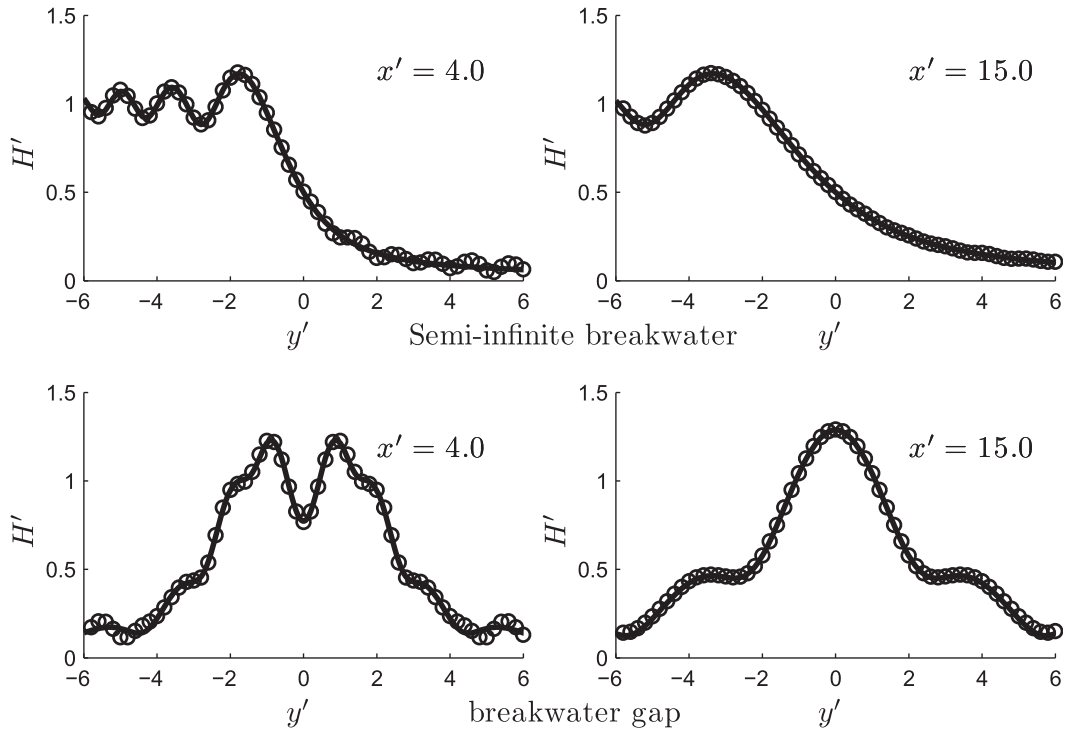 1.5
1
0.5
0
H′
x′ = 4.0
−6 −4 −2 0 2 4 6
y′
1.5
1
0.5
0
H′
x′ = 15.0
−6 −4 −2 0 2 4 6
y′
Semi-infinite breakwater
1.5
1
0.5
0
H′
x′ = 4.0
−6 −4 −2 0 2 4 6
y′
1.5
1
0.5
0
H′
x′ = 15.0
−6 −4 −2 0 2 4 6
y′
breakwater gap